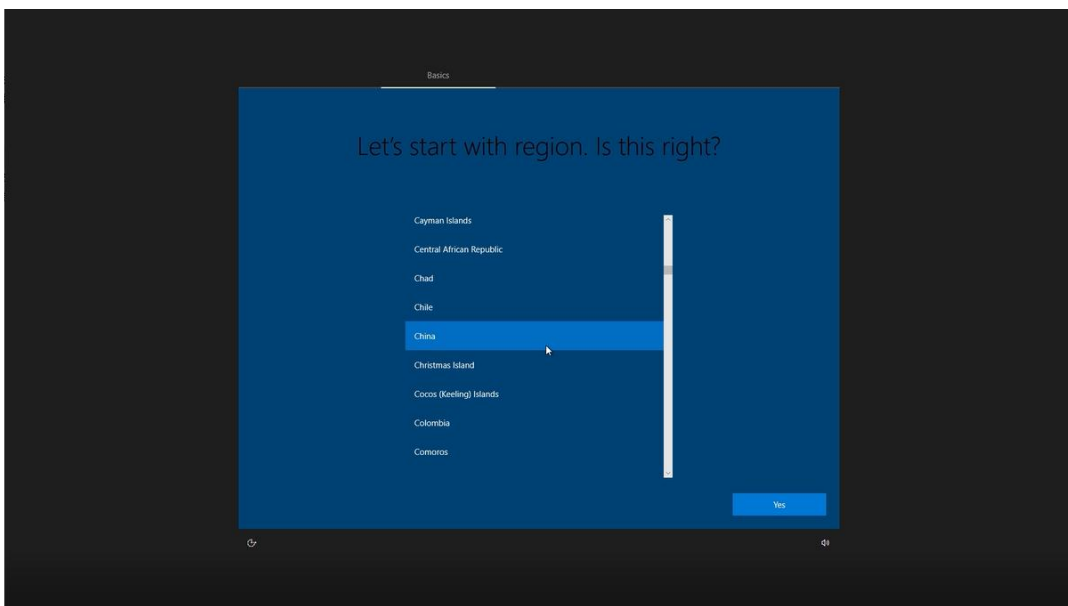 Basics
Let's start with region. Is this right?
Cayman Islands
Central African Republic
Chad
Chile
China
Christmas Island
Cocos (Keeling) Islands
Colombia
Comoros
Yes